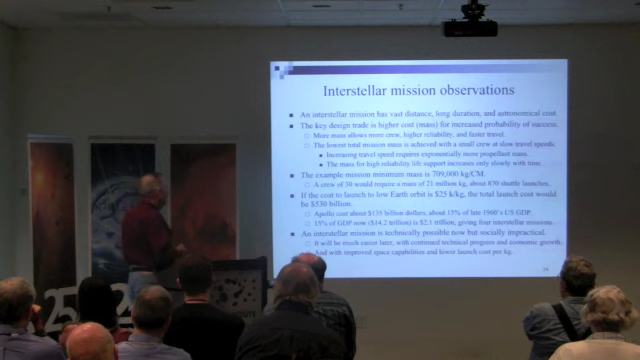 Interstellar mission observations
An interstellar mission has vast distance, long duration, and astronomical cost.
The key design trade is higher cost (mass) for increased probability of success.
More mass allows more crew, higher reliability, and faster travel.
The lowest total mission mass is achieved with a small crew at slow travel speeds.
Increasing travel speed requires exponentially more propellant mass.
The mass for high reliability life support increases only slowly with time.
The example mission minimum mass is 709,000 kg/CM.
A crew of 30 would require a mass of 21 million kg, about 870 shuttle launches.
If the cost to launch to low Earth orbit is $25 k/kg, the total launch cost would
be $530 billion.
Apollo cost about $135 billion dollars, about 15% of late 1960's US GDP.
15% of GDP now ($14.2 trillion) is $2.1 trillion, giving four interstellar missions.
An interstellar mission is technically possible now but socially impractical.
It will be much easier later, with continued technical progress and economic growth.
And with improved space capabilities and lower launch cost per kg.
24
25